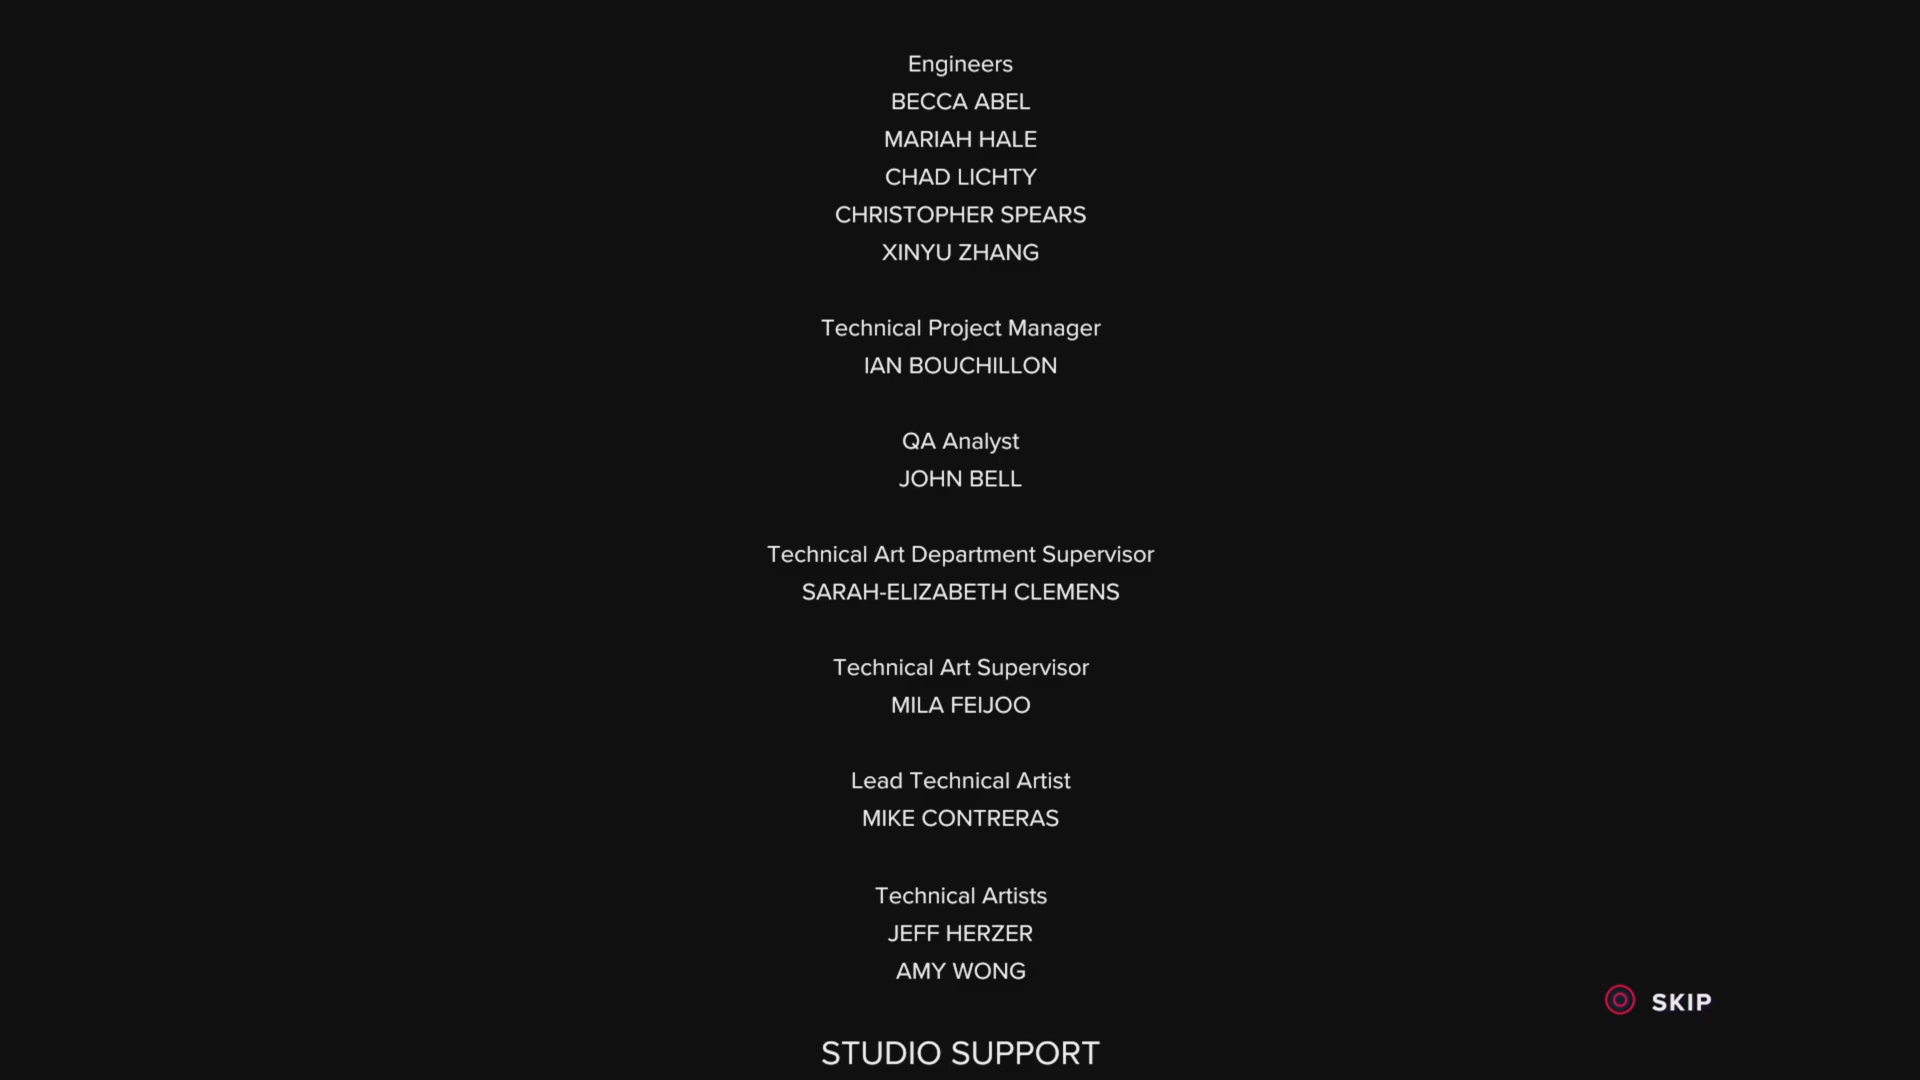 Engineers
BECCA ABEL
MARIAH HALE
CHAD LICHTY
CHRISTOPHER SPEARS
XINYU ZHANG
Technical Project Manager
IAN BOUCHILLON
QA Analyst
JOHN BELL
Technical Art Department Supervisor
SARAH-ELIZABETH CLEMENS
Technical Art Supervisor
MILA FEIJOO
Lead Technical Artist
MIKE CONTRERAS
Technical Artists
JEFF HERZER
AMY WONG
SKIP
STUDIO SUPPORT